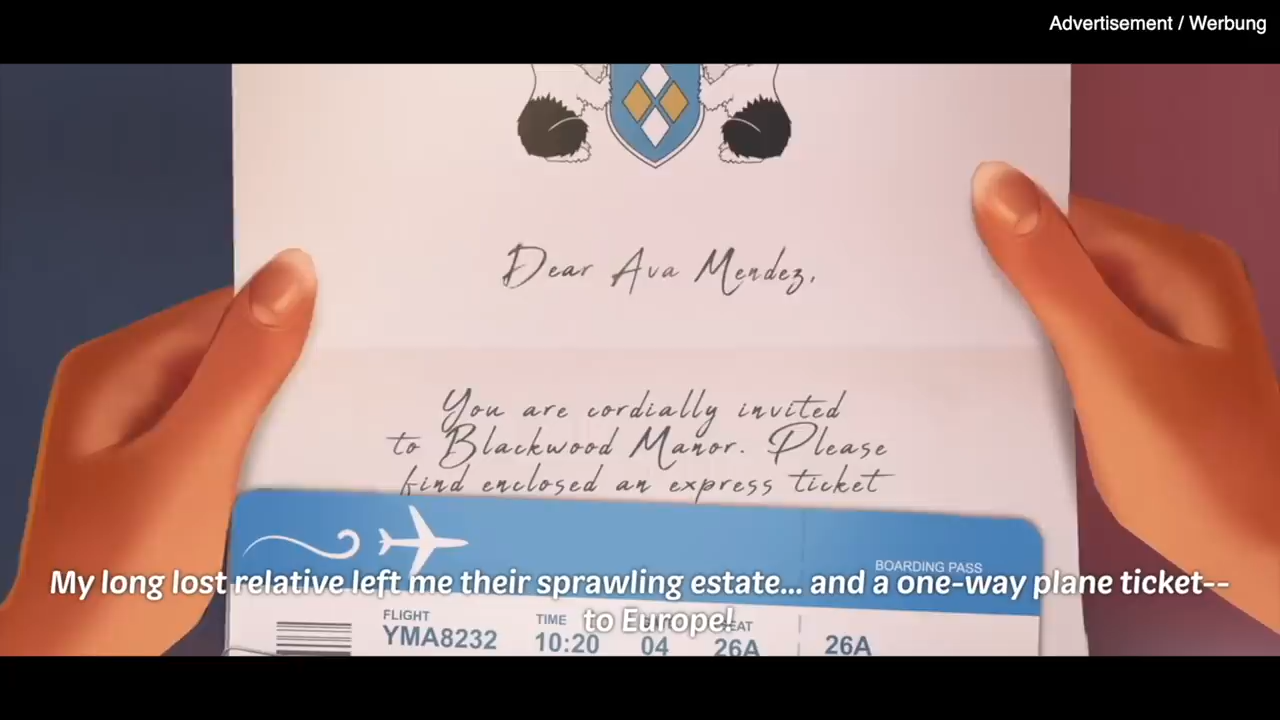 Advertisement / Werbung
Dear Ava Mendez,
You are cordially invited
to Blackwood Manor. Please
find enclosed an express ticket
BOARDING PASS
My long lost relative left me their sprawling estate... and a one-way plane ticket--
to Europe!
FLIGHT TIME
YMA8232 10:20 04 26A 26A